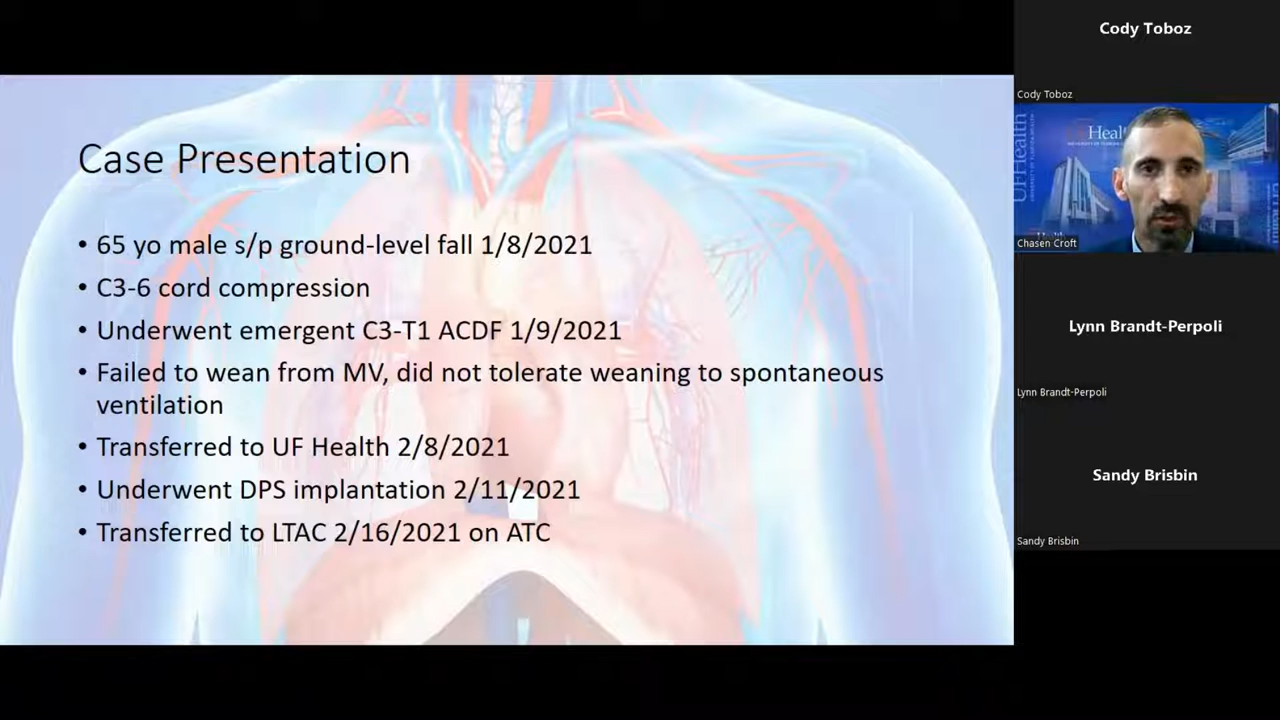 Case Presentation
• 65 yo male s/p ground-level fall 1/8/2021
• C3-6 cord compression
• Underwent emergent C3-T1 ACDF 1/9/2021
• Failed to wean from MV, did not tolerate weaning to spontaneous
ventilation
• Transferred to UF Health 2/8/2021
• Underwent DPS implantation 2/11/2021
• Transferred to LTAC 2/16/2021 on ATC
Cody Toboz
Cody Toboz
UFHealth
Chasen Croft
Lynn Brandt-Perpoli
Lynn Brandt-Perpoli
Sandy Brisbin
Sandy Brisbin